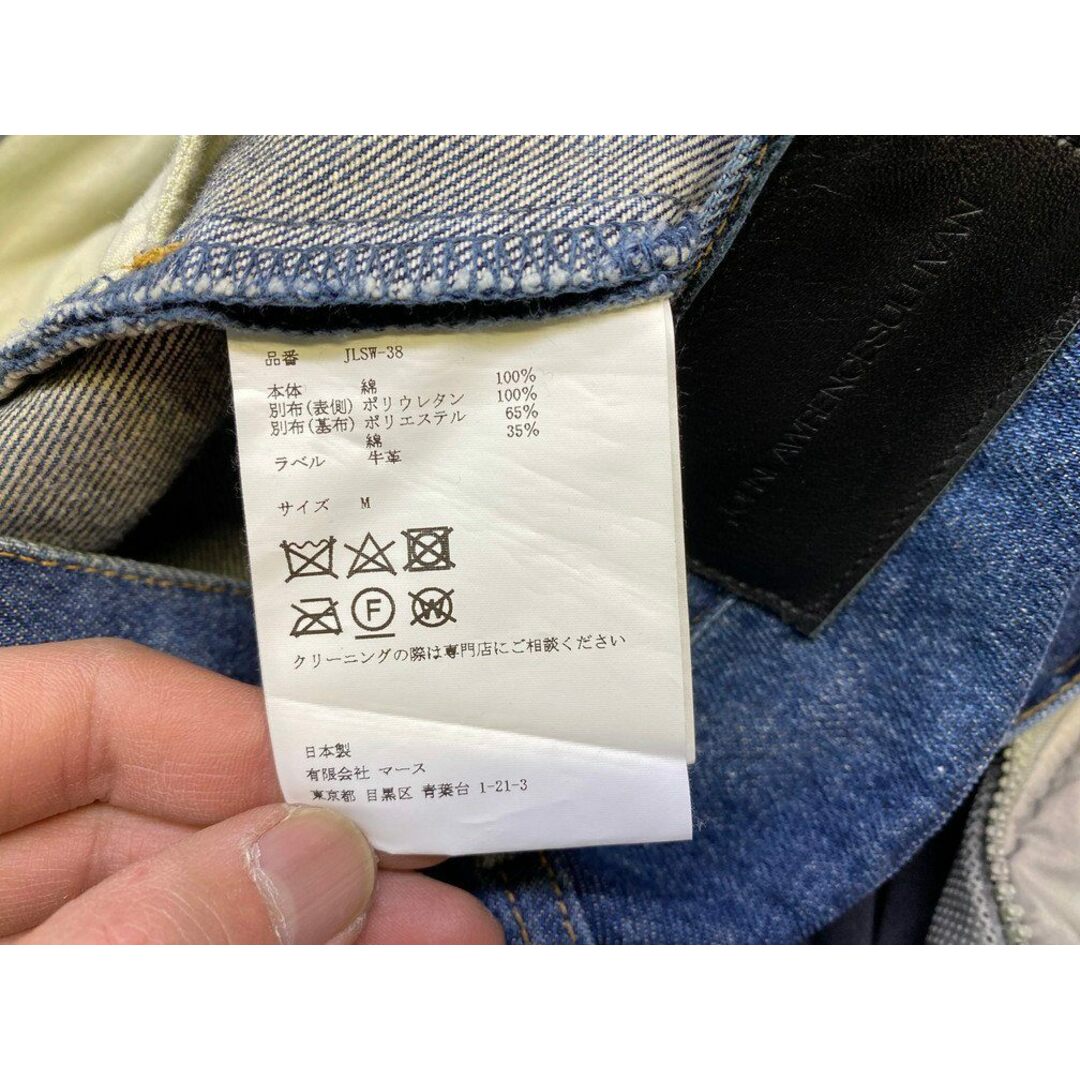 品番 JLSW-38
本体 綿 100%
別布(表側) ポリウレタン 100%
別布(基布) ポリエステル 65%
綿 35%
ラベル 牛革
サイズ M
F
W
クリーニングの際は専門店にご相談ください
日本製
有限会社 マース
東京都 目黒区 青葉台 1-21-3
JOHN LAWRENCE SULLIVAN